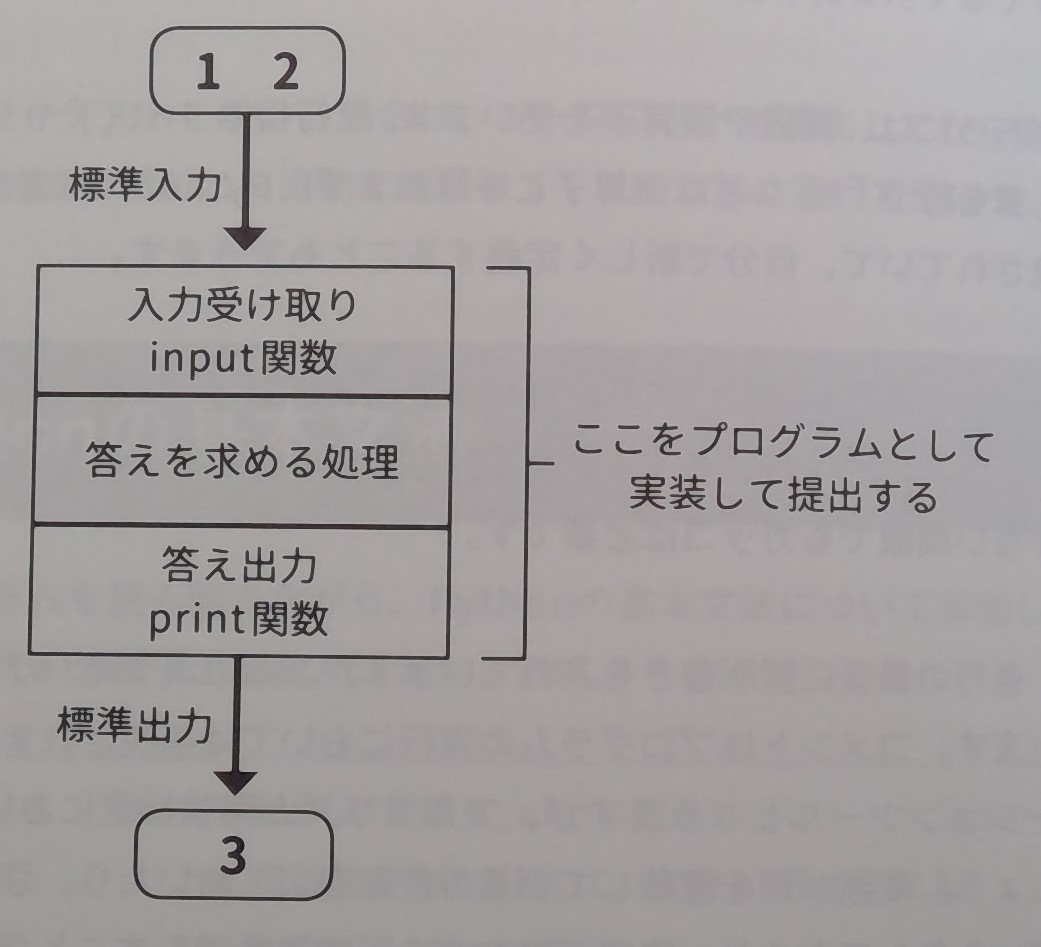 1 2
標準入力
入力受け取り
input関数
答えを求める処理
答え出力
print関数
ここをプログラムとして
実装して提出する
標準出力
3